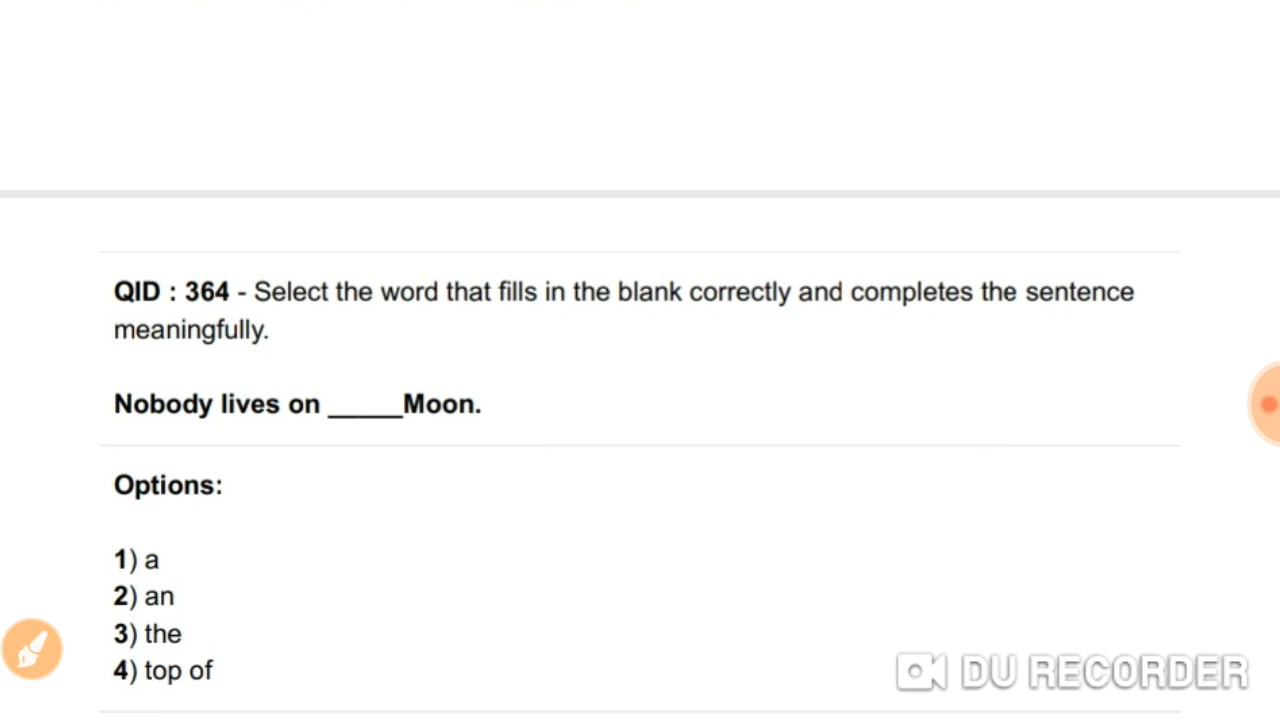 QID : 364 - Select the word that fills in the blank correctly and completes the sentence
meaningfully.
Nobody lives on _____Moon.
Options:
1) a
2) an
3) the
4) top of
DU RECORDER